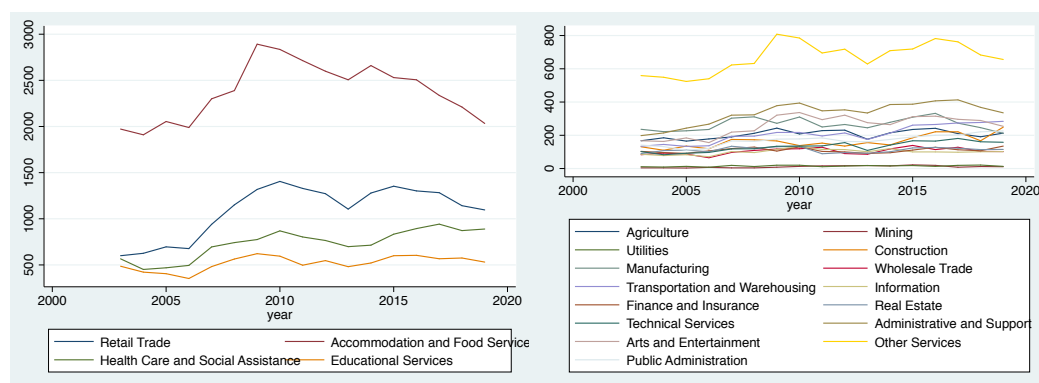 3000
2500
2000
1500
1000
500
2000 2005 2010 2015 2020
year
Retail Trade Accommodation and Food Service
Health Care and Social Assistance Educational Services
800
600
400
200
0
2000 2005 2010 2015 2020
year
Agriculture Mining
Utilities Construction
Manufacturing Wholesale Trade
Transportation and Warehousing Information
Finance and Insurance Real Estate
Technical Services Administrative and Support
Arts and Entertainment Other Services
Public Administration